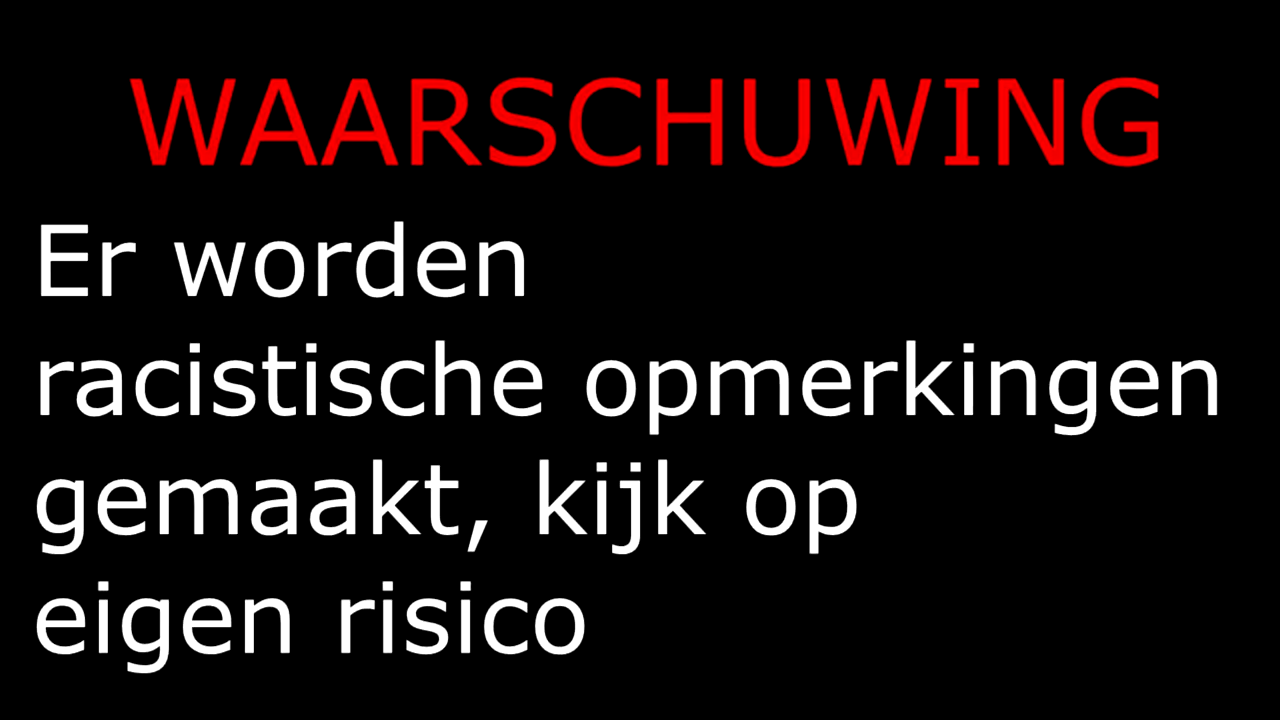 WAARSCHUWING
Er worden
racistische opmerkingen
gemaakt, kijk op
eigen risico